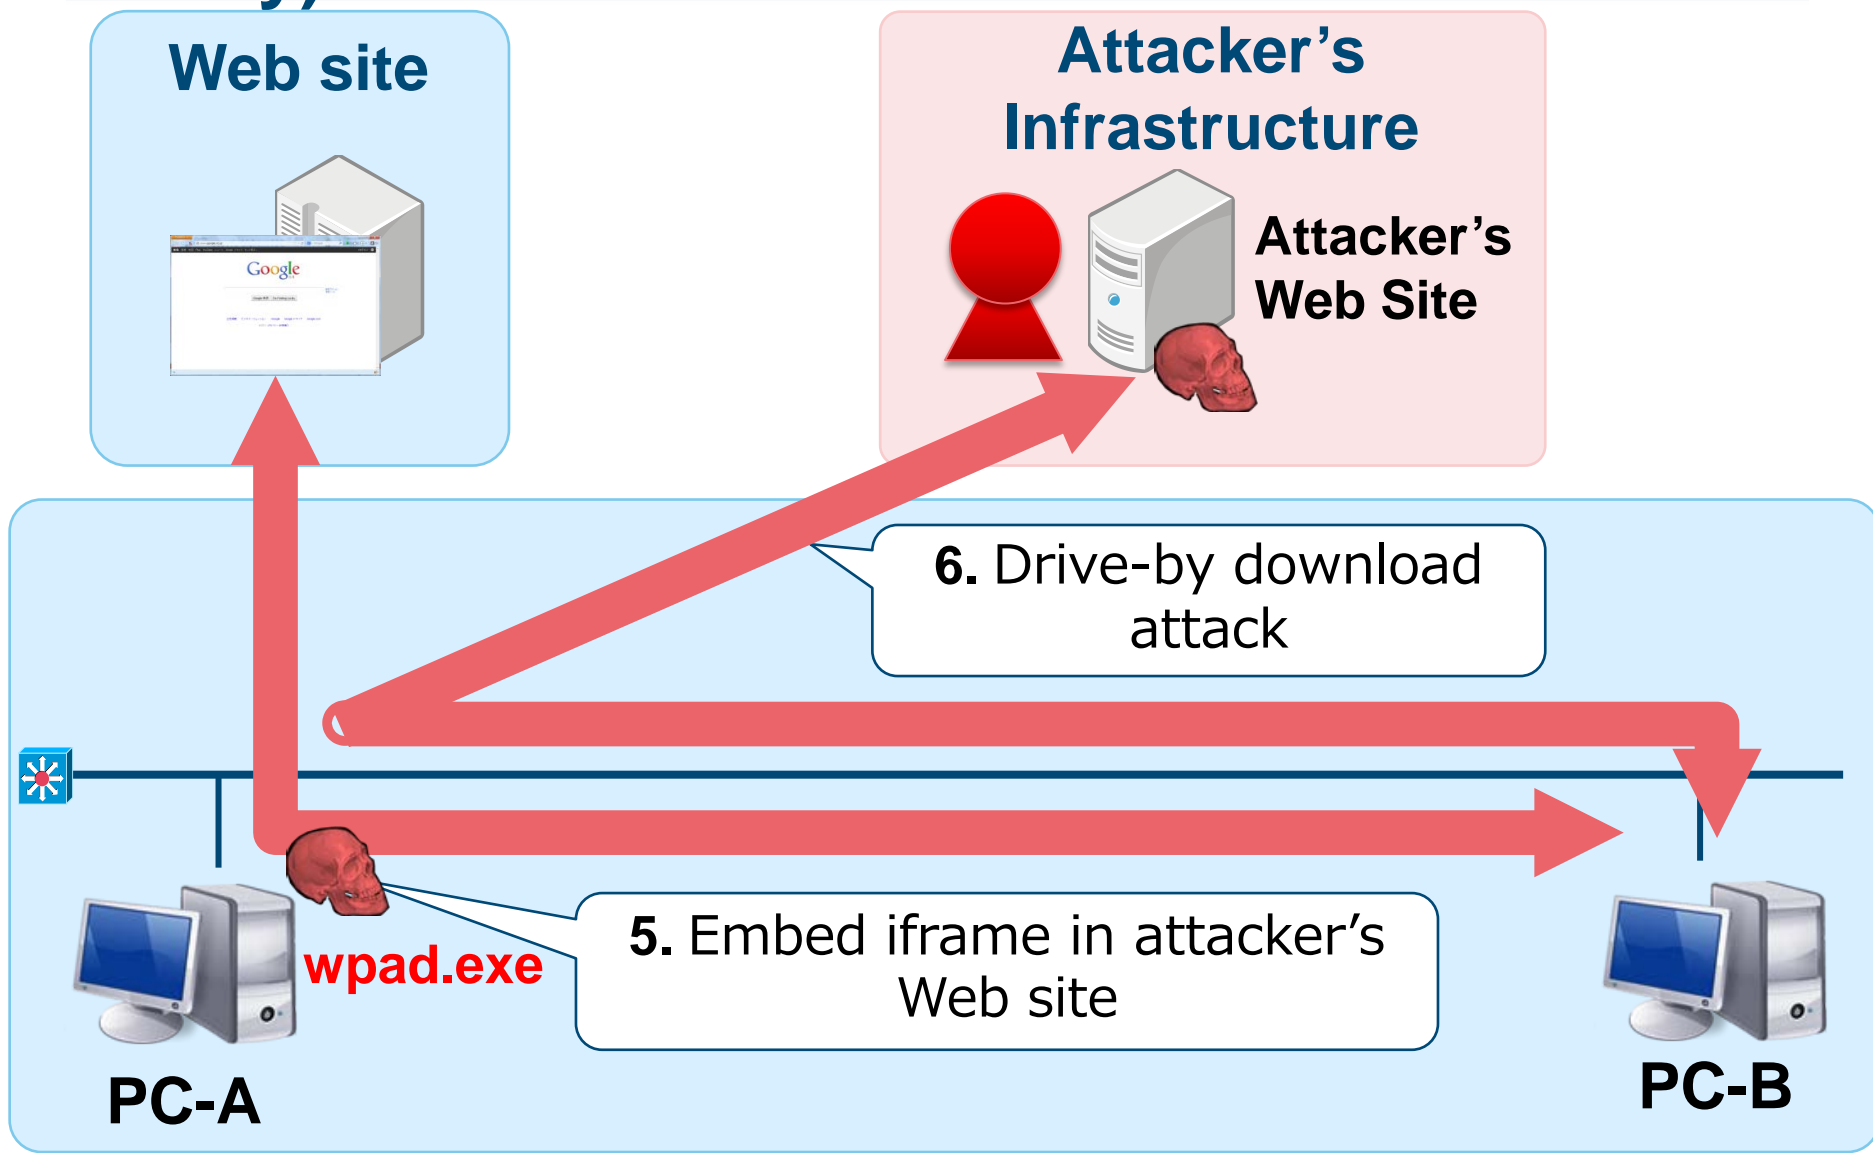 Web site
Attacker’s
Infrastructure
Google
Attacker’s
Web Site
6. Drive-by download
attack
5. Embed iframe in attacker’s
Web site
wpad.exe
PC-A
PC-B